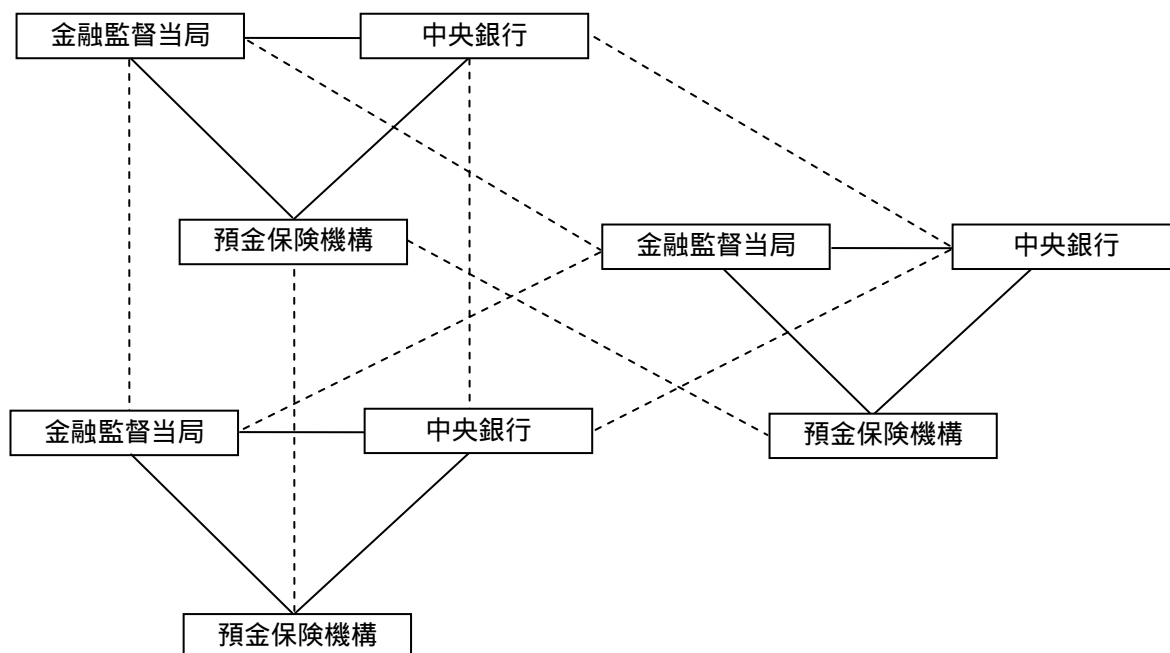 金融監督当局
中央銀行
預金保険機構
金融監督当局
中央銀行
金融監督当局
中央銀行
預金保険機構
預金保険機構